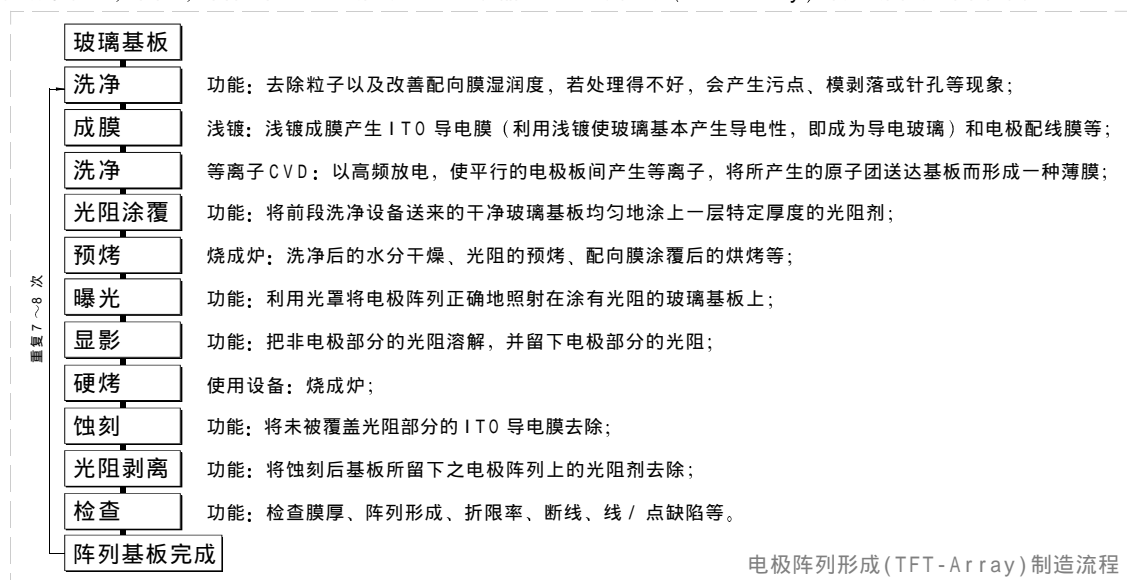 玻璃基板
洗净 功能：去除粒子以及改善配向膜湿润度，若处理得不好，会产生污点、模剥落或针孔等现象；
成膜 浅镀：浅镀成膜产生ITO 导电膜（利用浅镀使玻璃基本产生导电性，即成为导电玻璃）和电极配线膜等；
洗净 等离子CVD：以高频放电，使平行的电极板间产生等离子，将所产生的原子团送达基板而形成一种薄膜；
光阻涂覆 功能：将前段洗净设备送来的干净玻璃基板均匀地涂上一层特定厚度的光阻剂；
预烤 烧成炉：洗净后的水分干燥、光阻的预烤、配向膜涂覆后的烘烤等；
曝光 功能：利用光罩将电极阵列正确地照射在涂有光阻的玻璃基板上；
显影 功能：把非电极部分的光阻溶解，并留下电极部分的光阻；
硬烤 使用设备：烧成炉；
蚀刻 功能：将未被覆盖光阻部分的ITO 导电膜去除；
光阻剥离 功能：将蚀刻后基板所留下之电极阵列上的光阻剂去除；
检查 功能：检查膜厚、阵列形成、折限率、断线、线 / 点缺陷等。
阵列基板完成
重复7～8 次
电极阵列形成(TFT-Array)制造流程